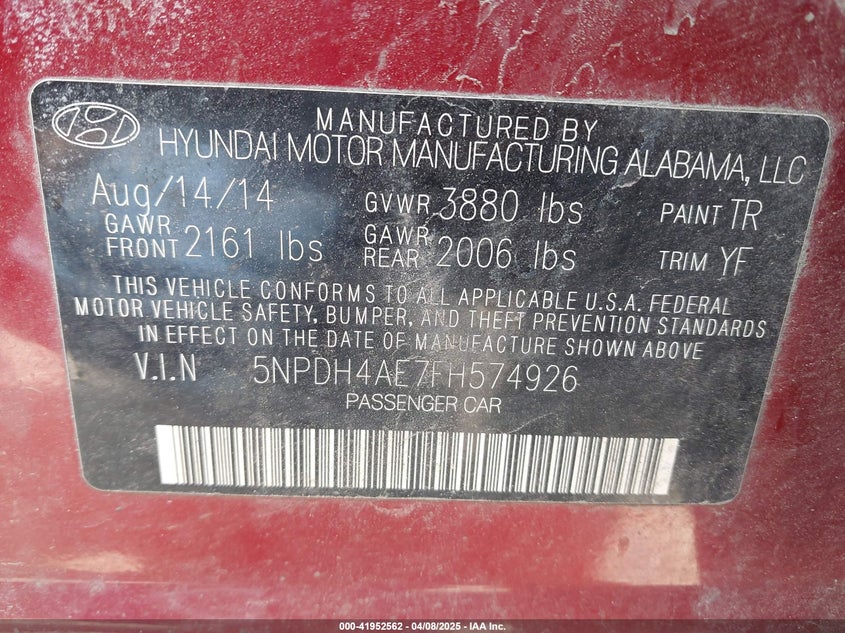 MANUFACTURED BY
HYUNDAI MOTOR MANUFACTURING ALABAMA, LLC
Aug/14/14 GVWR 3880 lbs PAINT TR
GAWR FRONT 2161 lbs GAWR REAR 2006 lbs TRIM YF
THIS VEHICLE CONFORMS TO ALL APPLICABLE U.S.A. FEDERAL
MOTOR VEHICLE SAFETY, BUMPER, AND THEFT PREVENTION STANDARDS
IN EFFECT ON THE DATE OF MANUFACTURE SHOWN ABOVE.
V.I.N 5NPDH4AE7FH574926
PASSENGER CAR
000-41952562 - 04/08/2025 - IAA Inc.